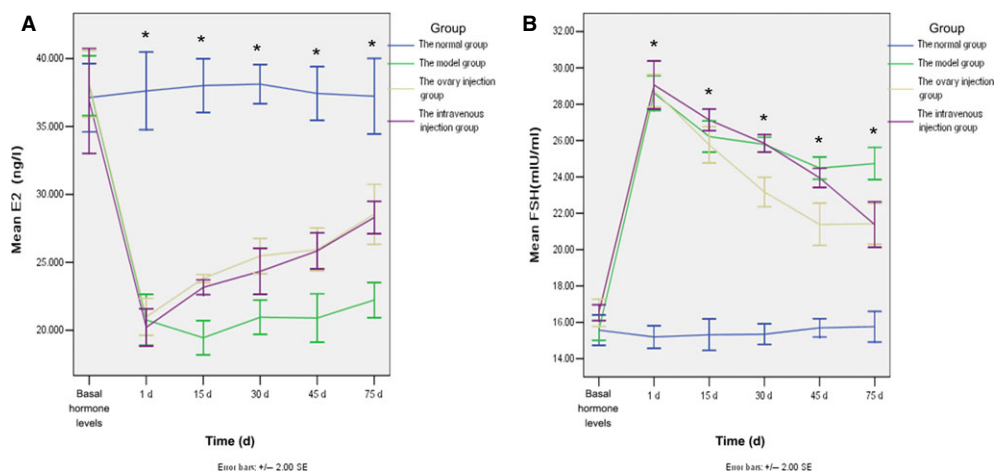 A
Group
The normal group
The model group
The ovary injection
group
The intravenous
injection group
* * * * *
Mean E2 (ng/l)
40.000
35.000
30.000
25.000
20.000
Basal
hormone
levels
1 d
15 d
30 d
45 d
75 d
Time (d)
Error bars: +/– 2.00 SE
B
Group
The normal group
The model group
The ovary injection
group
The intravenous
injection group
* * * * *
Mean FSH(mIU/ml)
32.00
30.00
28.00
26.00
24.00
22.00
20.00
18.00
16.00
14.00
Basal
hormone
levels
1 d
15 d
30 d
45 d
75 d
Time (d)
Error bars: +/– 2.00 SE